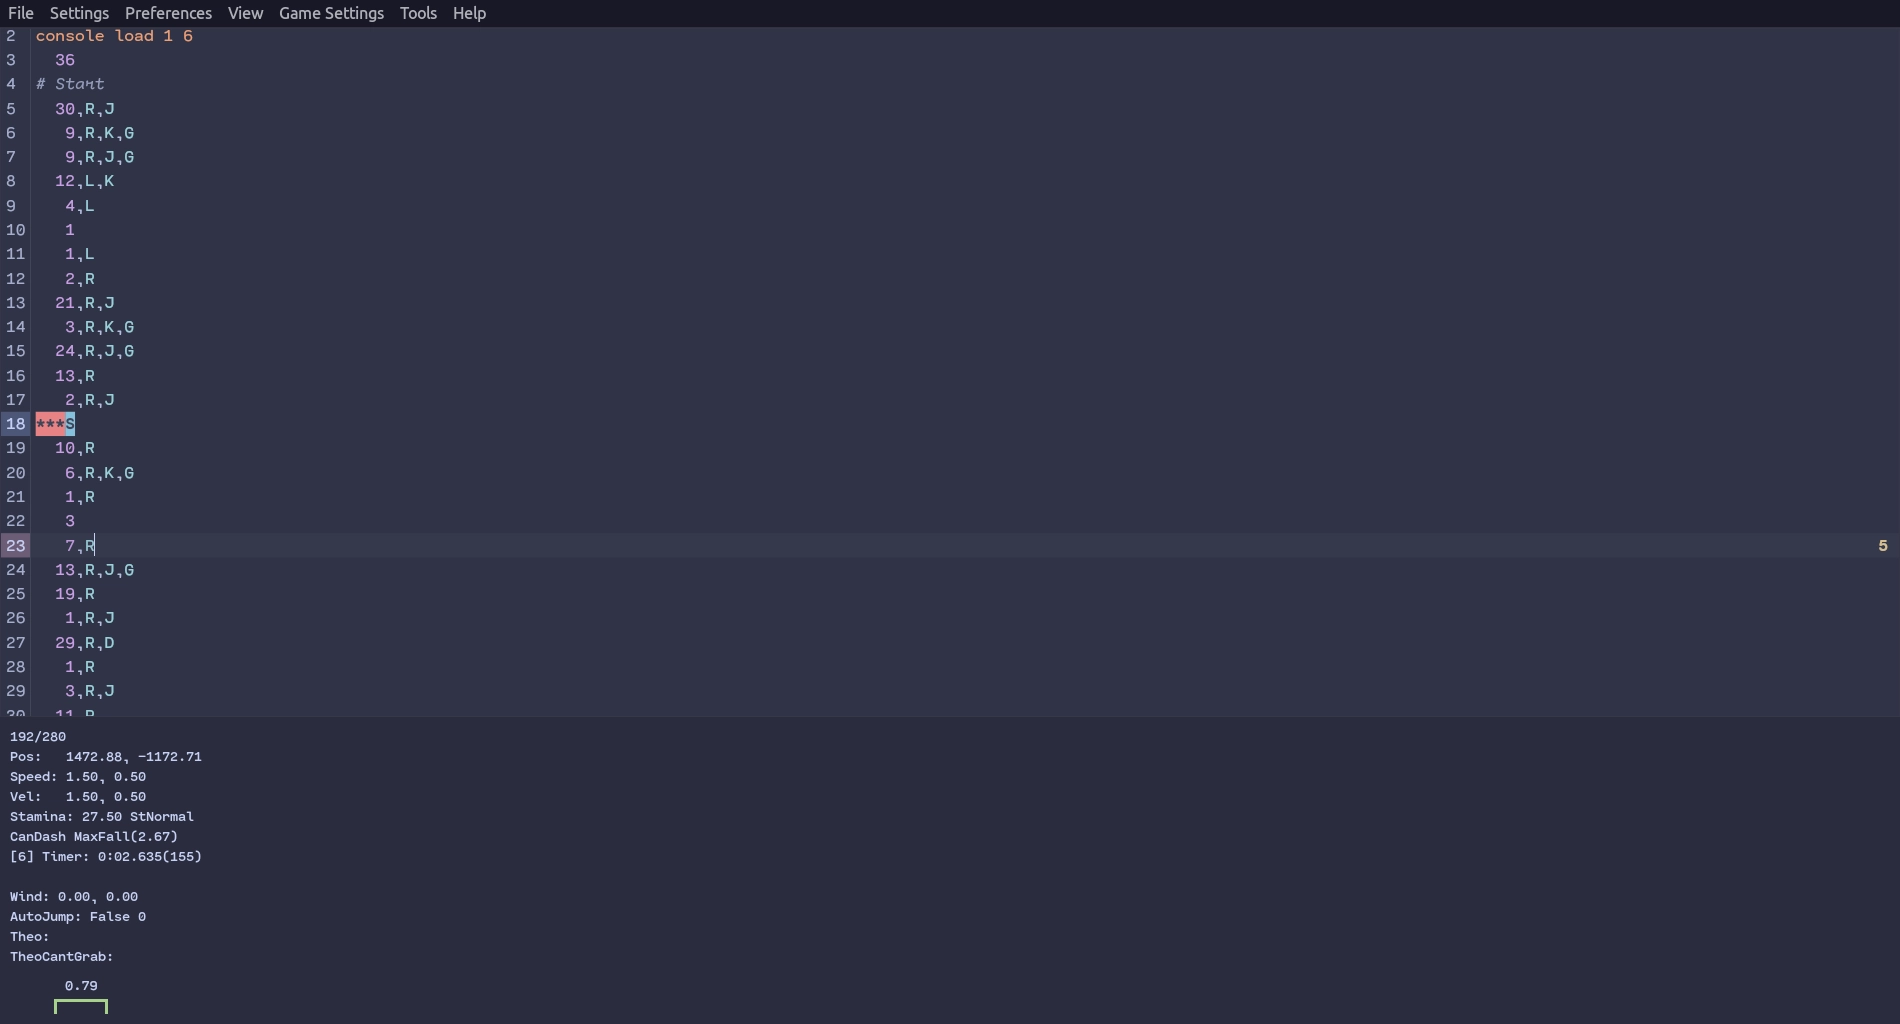 File Settings Preferences View Game Settings Tools Help
2 console load 1 6
3 36
4 # Start
5 30,R,J
6 9,R,K,G
7 9,R,J,G
8 12,L,K
9 4,L
10 1
11 1,L
12 2,R
13 21,R,J
14 3,R,K,G
15 24,R,J,G
16 13,R
17 2,R,J
18 ***S
19 10,R
20 6,R,K,G
21 1,R
22 3
23 7,R 5
24 13,R,J,G
25 19,R
26 1,R,J
27 29,R,D
28 1,R
29 3,R,J
30 11,R
192/280
Pos: 1472.88, -1172.71
Speed: 1.50, 0.50
Vel: 1.50, 0.50
Stamina: 27.50 StNormal
CanDash MaxFall(2.67)
[6] Timer: 0:02.635(155)
Wind: 0.00, 0.00
AutoJump: False 0
Theo:
TheoCantGrab:
0.79